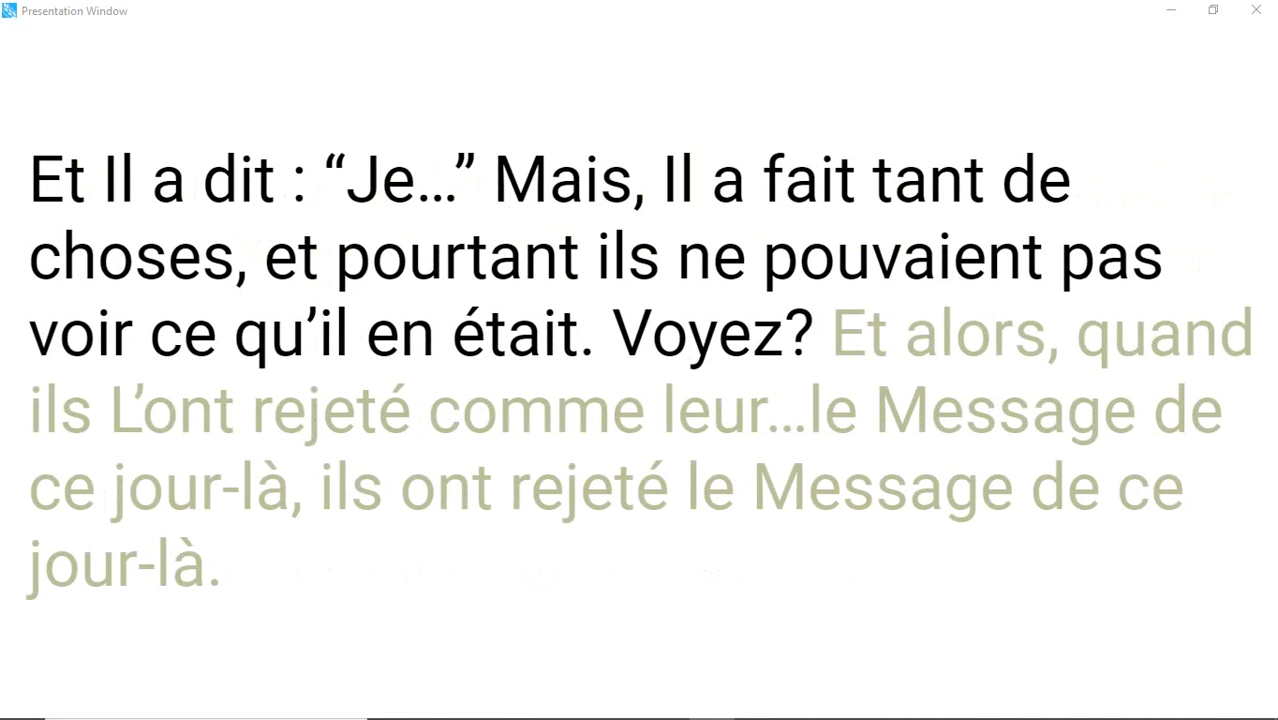 Presentation Window
Et Il a dit : “Je…” Mais, Il a fait tant de
choses, et pourtant ils ne pouvaient pas
voir ce qu’il en était. Voyez? Et alors, quand
ils L’ont rejeté comme leur…le Message de
ce jour-là, ils ont rejeté le Message de ce
jour-là.